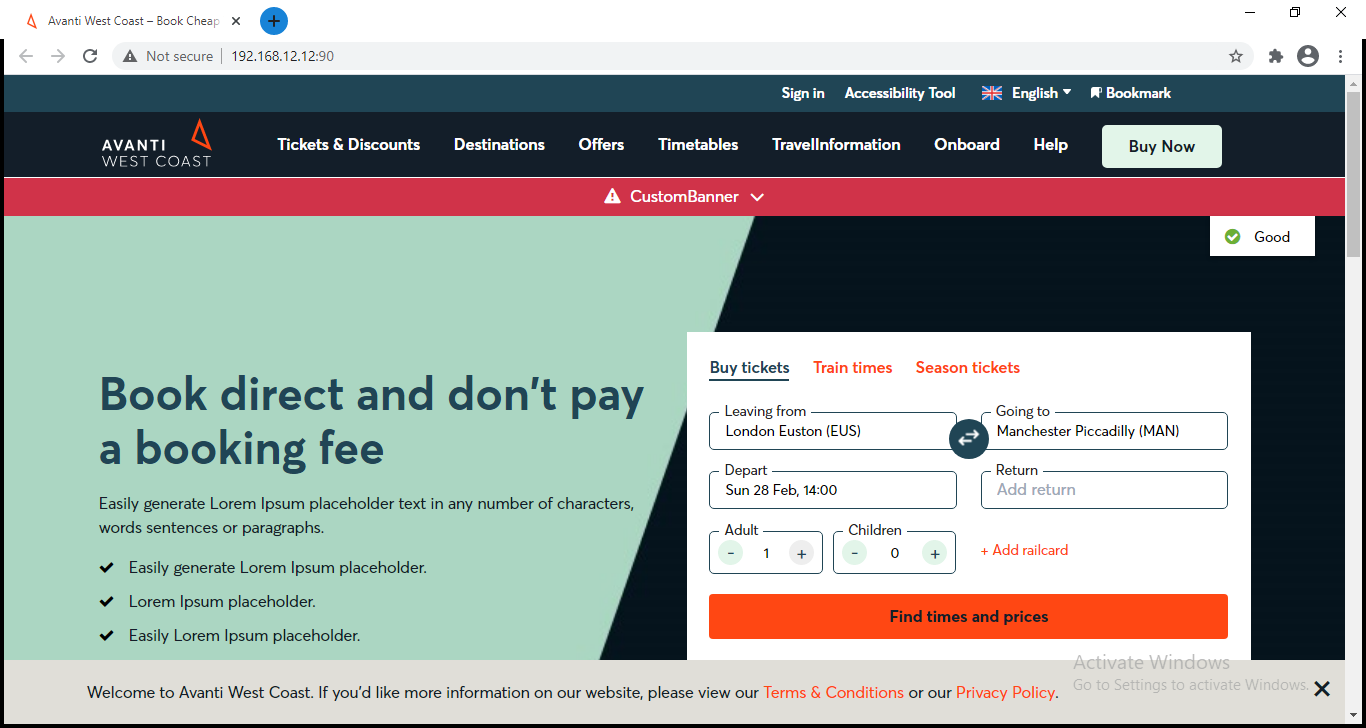 Avanti West Coast – Book Cheap
Not secure 192.168.12.12:90
Sign in Accessibility Tool English Bookmark
AVANTI
WEST COAST
Tickets & Discounts Destinations Offers Timetables TravelInformation Onboard Help Buy Now
CustomBanner
Good
Book direct and don't pay
a booking fee
Easily generate Lorem Ipsum placeholder text in any number of characters,
words sentences or paragraphs.
Easily generate Lorem Ipsum placeholder.
Lorem Ipsum placeholder.
Easily Lorem Ipsum placeholder.
Buy tickets Train times Season tickets
Leaving from Going to
London Euston (EUS) Manchester Piccadilly (MAN)
Depart Return
Sun 28 Feb, 14:00 Add return
Adult Children
- 1 + - 0 + + Add railcard
Find times and prices
Activate Windows
Go to Settings to activate Windows.
Welcome to Avanti West Coast. If you'd like more information on our website, please view our Terms & Conditions or our Privacy Policy.